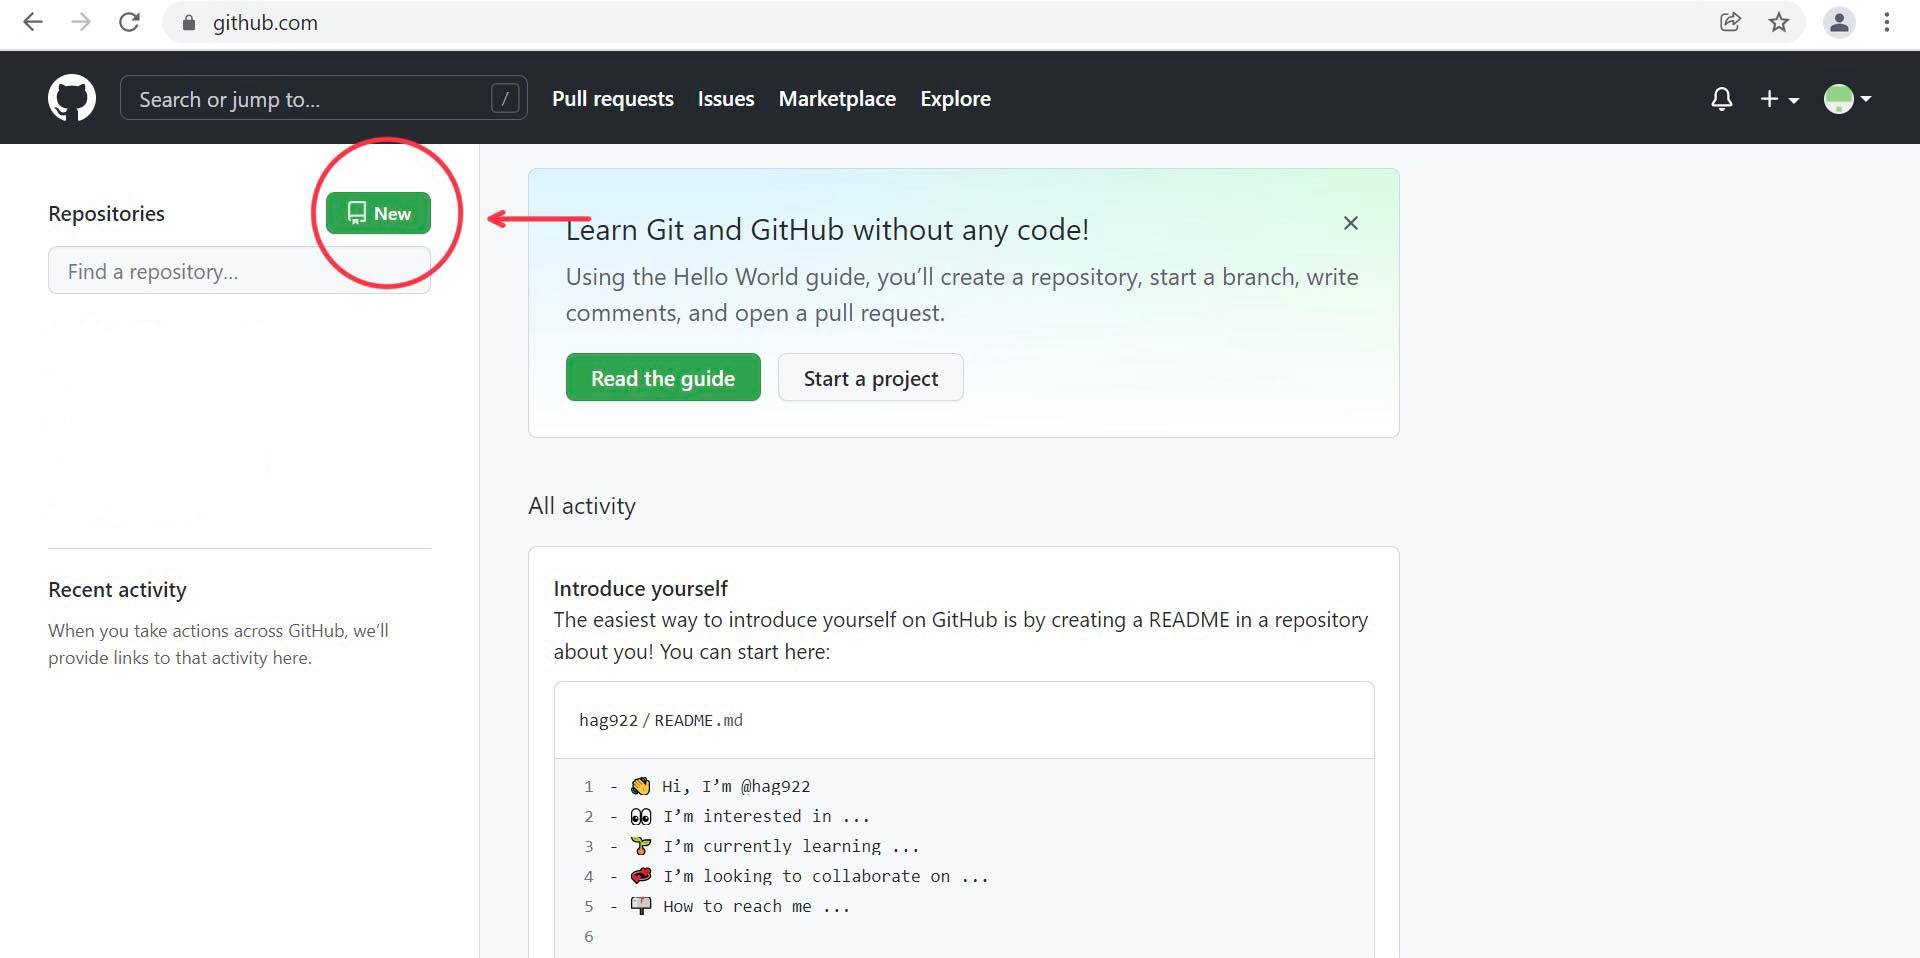 github.com
Search or jump to...
/
Pull requests
Issues
Marketplace
Explore
Repositories
New
Find a repository...
Learn Git and GitHub without any code!
Using the Hello World guide, you’ll create a repository, start a branch, write
comments, and open a pull request.
Read the guide
Start a project
All activity
Recent activity
When you take actions across GitHub, we’ll
provide links to that activity here.
Introduce yourself
The easiest way to introduce yourself on GitHub is by creating a README in a repository
about you! You can start here:
hag922 / README.md
1 - 👋 Hi, I’m @hag922
2 - 👀 I’m interested in ...
3 - 🌱 I’m currently learning ...
4 - 💞️ I’m looking to collaborate on ...
5 - 📫 How to reach me ...
6